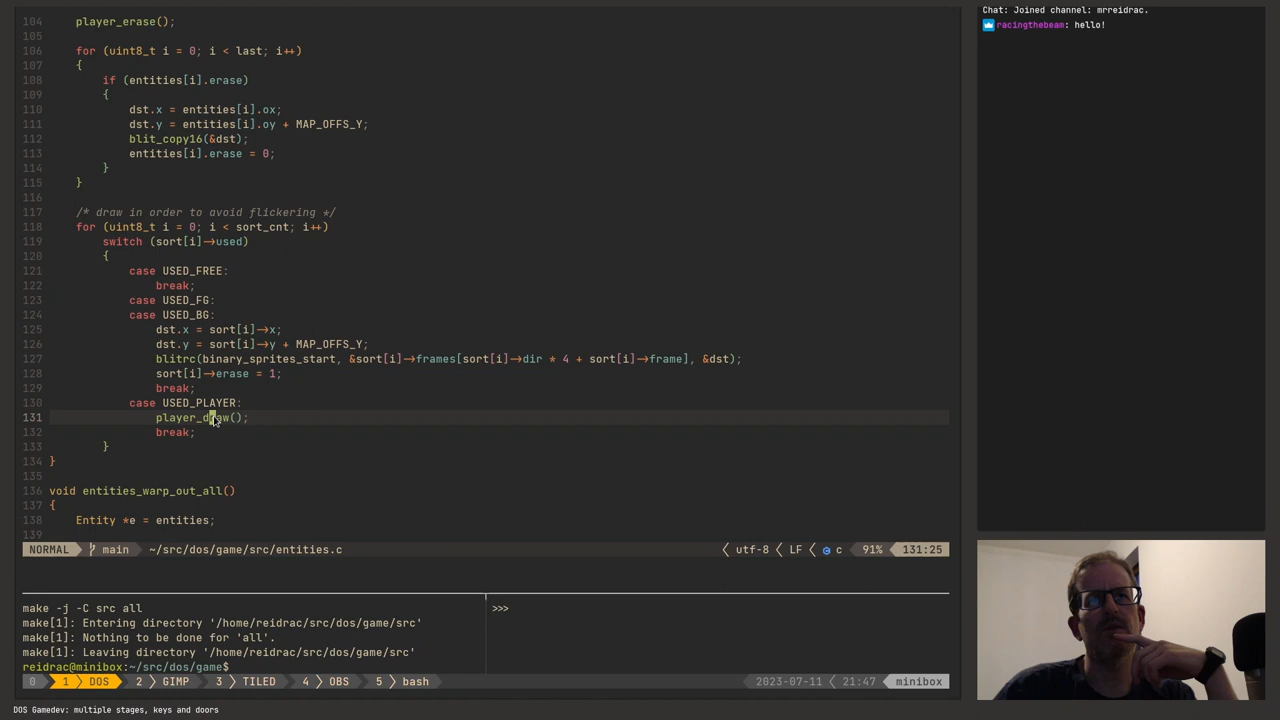 104     player_erase();
105
106     for (uint8_t i = 0; i < last; i++)
107     {
108         if (entities[i].erase)
109         {
110             dst.x = entities[i].ox;
111             dst.y = entities[i].oy + MAP_OFFS_Y;
112             blit_copy16(&dst);
113             entities[i].erase = 0;
114         }
115     }
116
117     /* draw in order to avoid flickering */
118     for (uint8_t i = 0; i < sort_cnt; i++)
119         switch (sort[i]->used)
120         {
121             case USED_FREE:
122                 break;
123             case USED_FG:
124             case USED_BG:
125                 dst.x = sort[i]->x;
126                 dst.y = sort[i]->y + MAP_OFFS_Y;
127                 blitrc(binary_sprites_start, &sort[i]->frames[sort[i]->dir * 4 + sort[i]->frame], &dst);
128                 sort[i]->erase = 1;
129                 break;
130             case USED_PLAYER:
131                 player_draw();
132                 break;
133         }
134 }
135
136 void entities_warp_out_all()
137 {
138     Entity *e = entities;
139
NORMAL main ~/src/dos/game/src/entities.c utf-8 LF c 91% 131:25
make -j -C src all
make[1]: Entering directory '/home/reidrac/src/dos/game/src'
make[1]: Nothing to be done for 'all'.
make[1]: Leaving directory '/home/reidrac/src/dos/game/src'
reidrac@minibox:~/src/dos/game$
>>>
0 1 DOS 2 GIMP 3 TILED 4 OBS 5 bash 2023-07-11 21:47 minibox
Chat: Joined channel: mrreidrac.
racingthebeam: hello!
DOS Gamedev: multiple stages, keys and doors